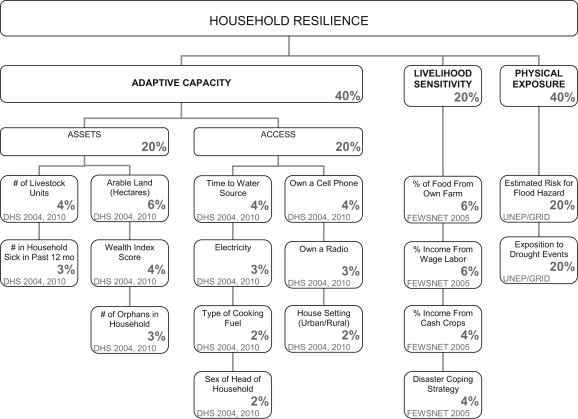 HOUSEHOLD RESILIENCE
ADAPTIVE CAPACITY
40%
LIVELIHOOD
SENSITIVITY
20%
PHYSICAL
EXPOSURE
40%
ASSETS
20%
ACCESS
20%
# of Livestock
Units
4%
DHS 2004, 2010
Arable Land
(Hectares)
6%
DHS 2004, 2010
Time to Water
Source
4%
DHS 2004, 2010
Own a Cell Phone
4%
DHS 2004, 2010
% of Food From
Own Farm
6%
FEWSNET 2005
Estimated Risk for
Flood Hazard
20%
UNEP/GRID
# in Household
Sick in Past 12 mo
3%
DHS 2004, 2010
Wealth Index
Score
4%
DHS 2004, 2010
Electricity
3%
DHS 2004, 2010
Own a Radio
3%
DHS 2004, 2010
% Income From
Wage Labor
6%
FEWSNET 2005
Exposition to
Drought Events
20%
UNEP/GRID
# of Orphans in
Household
3%
DHS 2004, 2010
Type of Cooking
Fuel
2%
DHS 2004, 2010
House Setting
(Urban/Rural)
2%
DHS 2004, 2010
% Income From
Cash Crops
4%
FEWSNET 2005
Sex of Head of
Household
2%
DHS 2004, 2010
Disaster Coping
Strategy
4%
FEWSNET 2005